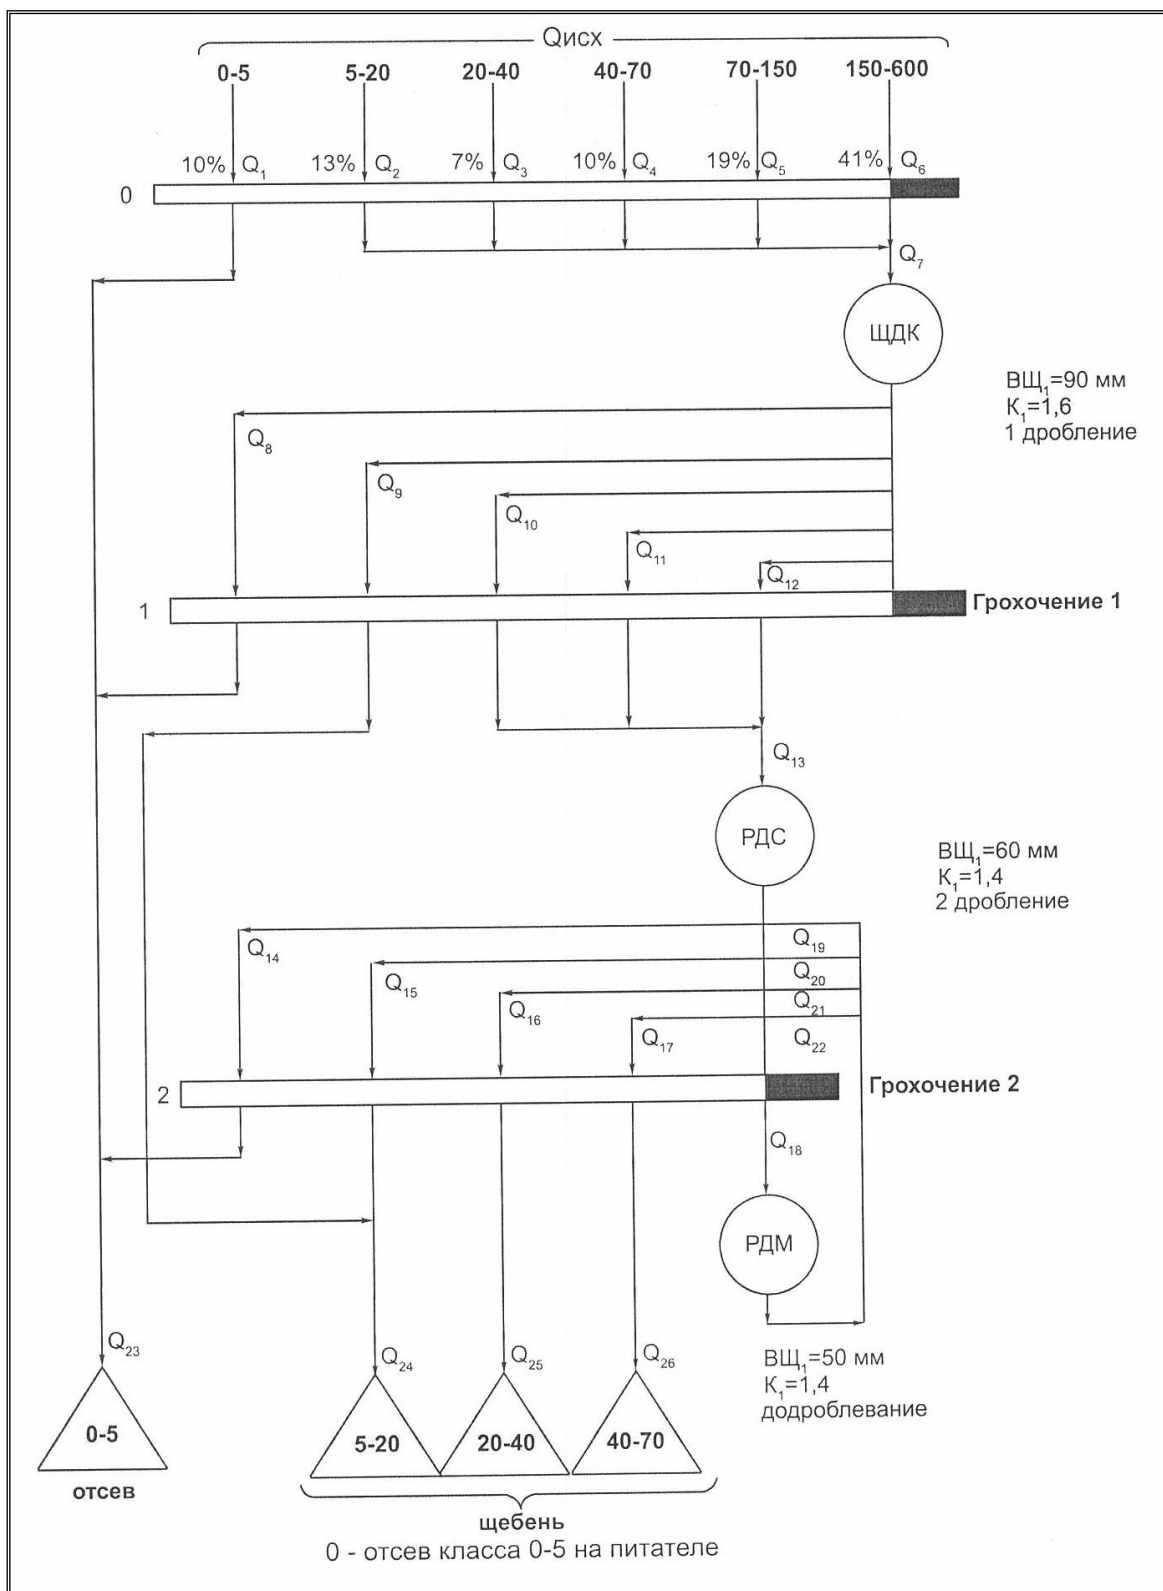 Qисх
0-5 5-20 20-40 40-70 70-150 150-600
10% Q₁ 13% Q₂ 7% Q₃ 10% Q₄ 19% Q₅ 41% Q₆
0
Q₇
ЩДК
ВЩ₁=90 мм
К₁=1,6
1 дробление
Q₈
Q₉
Q₁₀
Q₁₁
Q₁₂
1
Грохочение 1
Q₁₃
РДС
ВЩ₁=60 мм
К₁=1,4
2 дробление
Q₁₄ Q₁₉
Q₁₅ Q₂₀
Q₁₆ Q₂₁
Q₁₇ Q₂₂
2
Грохочение 2
Q₁₈
РДМ
Q₂₃ Q₂₄ Q₂₅ Q₂₆
ВЩ₁=50 мм
К₁=1,4
додроблевание
0-5 5-20 20-40 40-70
отсев
щебень
0 - отсев класса 0-5 на питателе